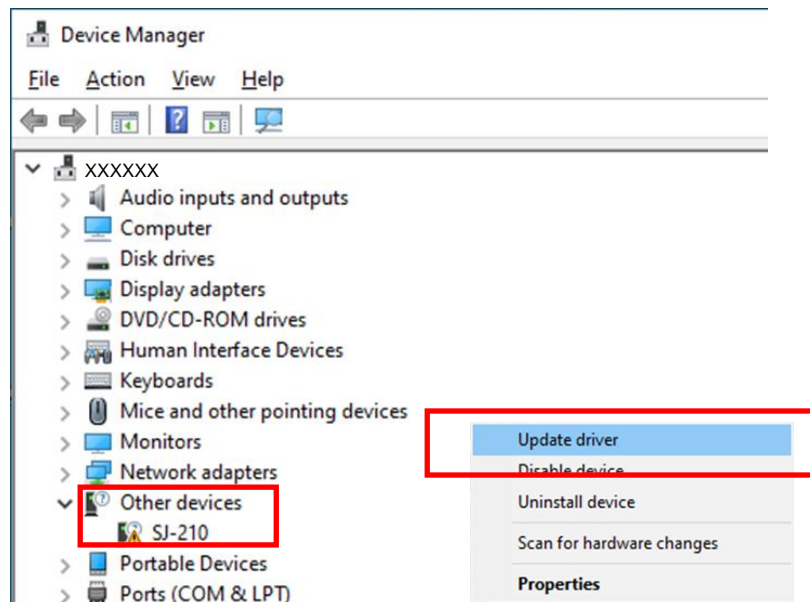 Device Manager
File Action View Help
XXXXXX
Audio inputs and outputs
Computer
Disk drives
Display adapters
DVD/CD-ROM drives
Human Interface Devices
Keyboards
Mice and other pointing devices
Monitors
Network adapters
Other devices
SJ-210
Portable Devices
Ports (COM & LPT)
Update driver
Disable device
Uninstall device
Scan for hardware changes
Properties